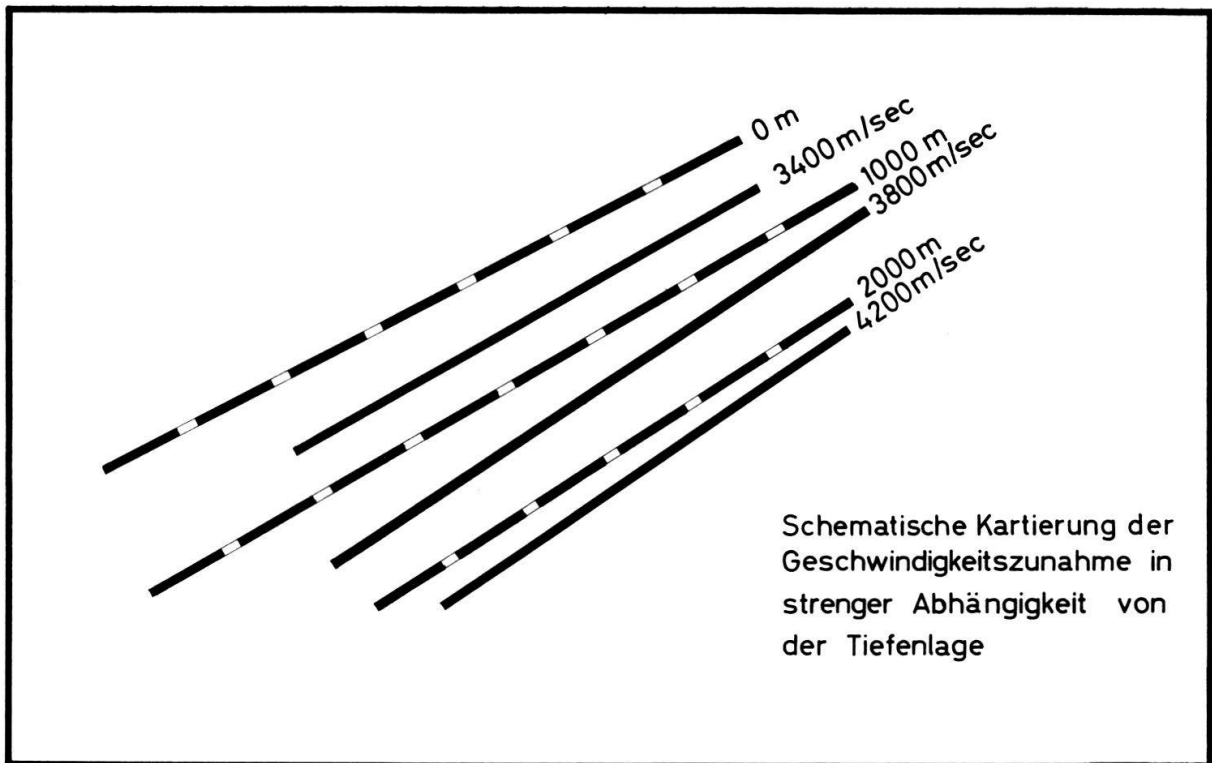 0 m
3400 m/sec
1000 m
3800 m/sec
2000 m
4200 m/sec
Schematische Kartierung der
Geschwindigkeitszunahme in
strenger Abhängigkeit von
der Tiefenlage